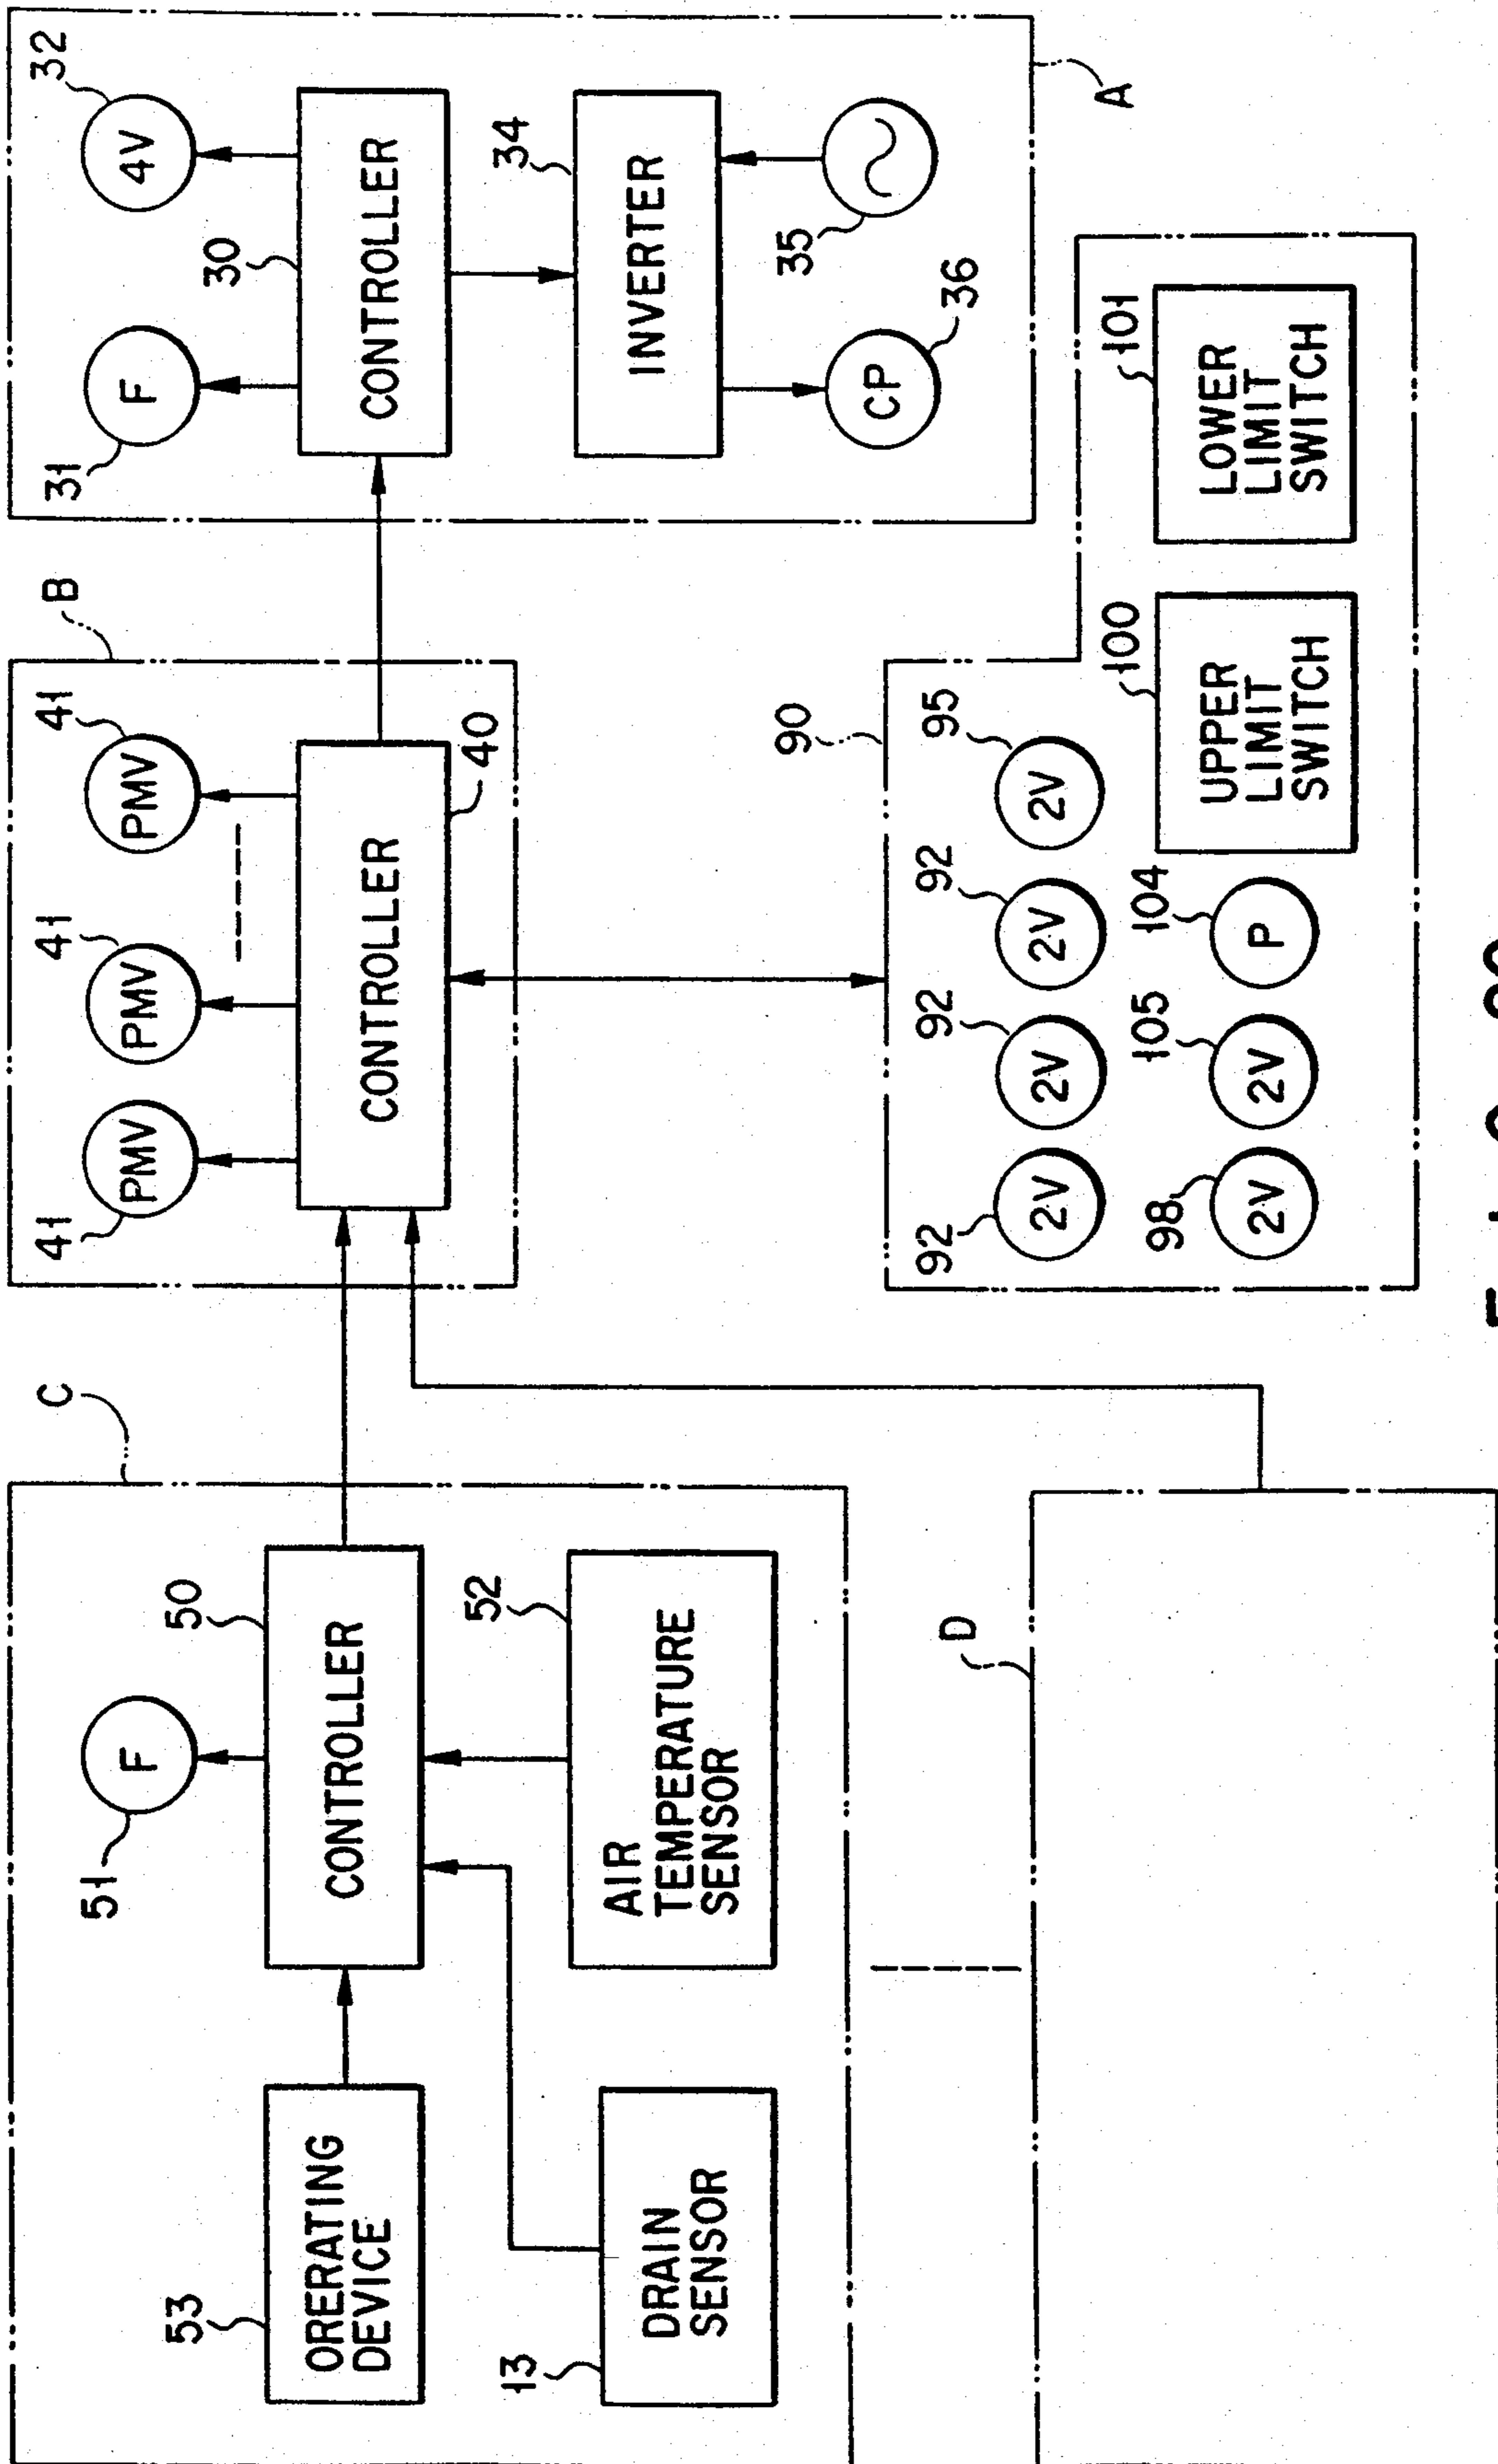 C
51
F
50
CONTROLLER
53
ORERATING
DEVICE
52
AIR
TEMPERATURE
SENSOR
13
DRAIN
SENSOR
D
B
41
PMV
41
PMV
41
PMV
CONTROLLER
40
31
F
32
4V
30
CONTROLLER
34
INVERTER
35
CP
36
A
90
92
2V
92
2V
92
2V
95
2V
98
2V
105
2V
104
P
100
UPPER
LIMIT
SWITCH
101
LOWER
LIMIT
SWITCH